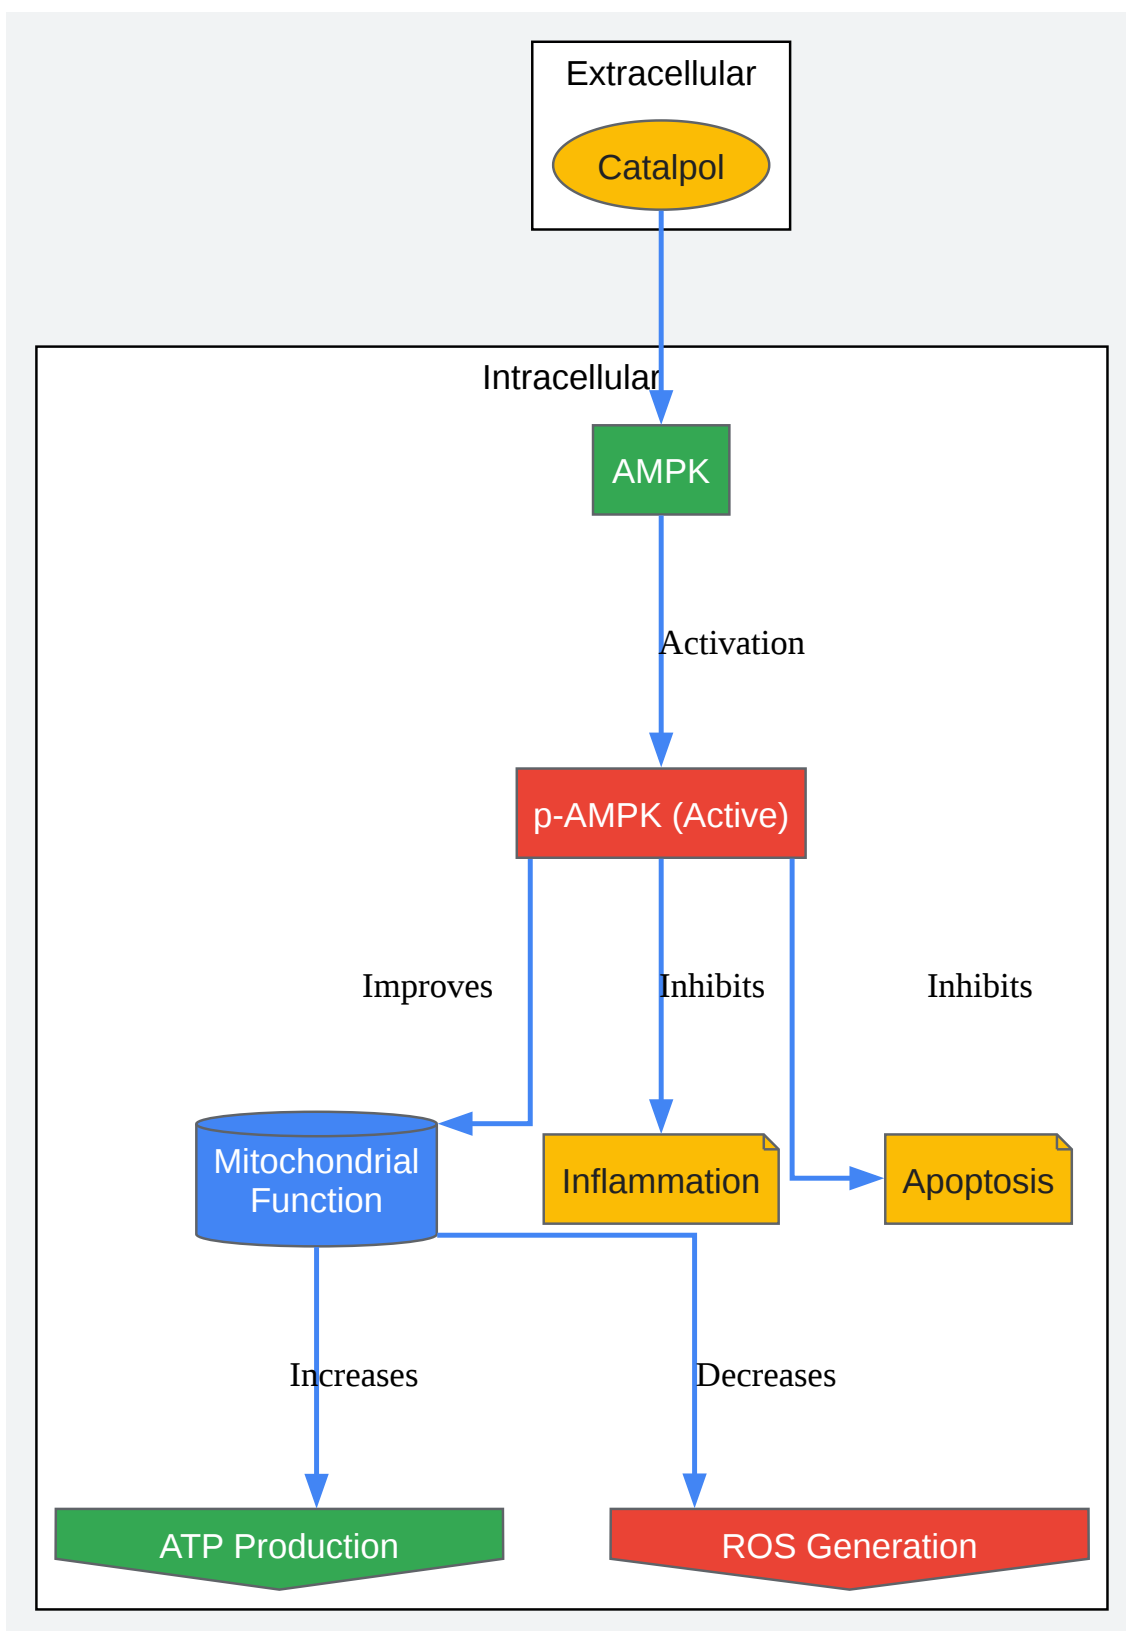 Extracellular
Catalpol
Intracellular
AMPK
Activation
p-AMPK (Active)
Improves
Inhibits
Inhibits
Mitochondrial
Function
Inflammation
Apoptosis
Increases
Decreases
ATP Production
ROS Generation